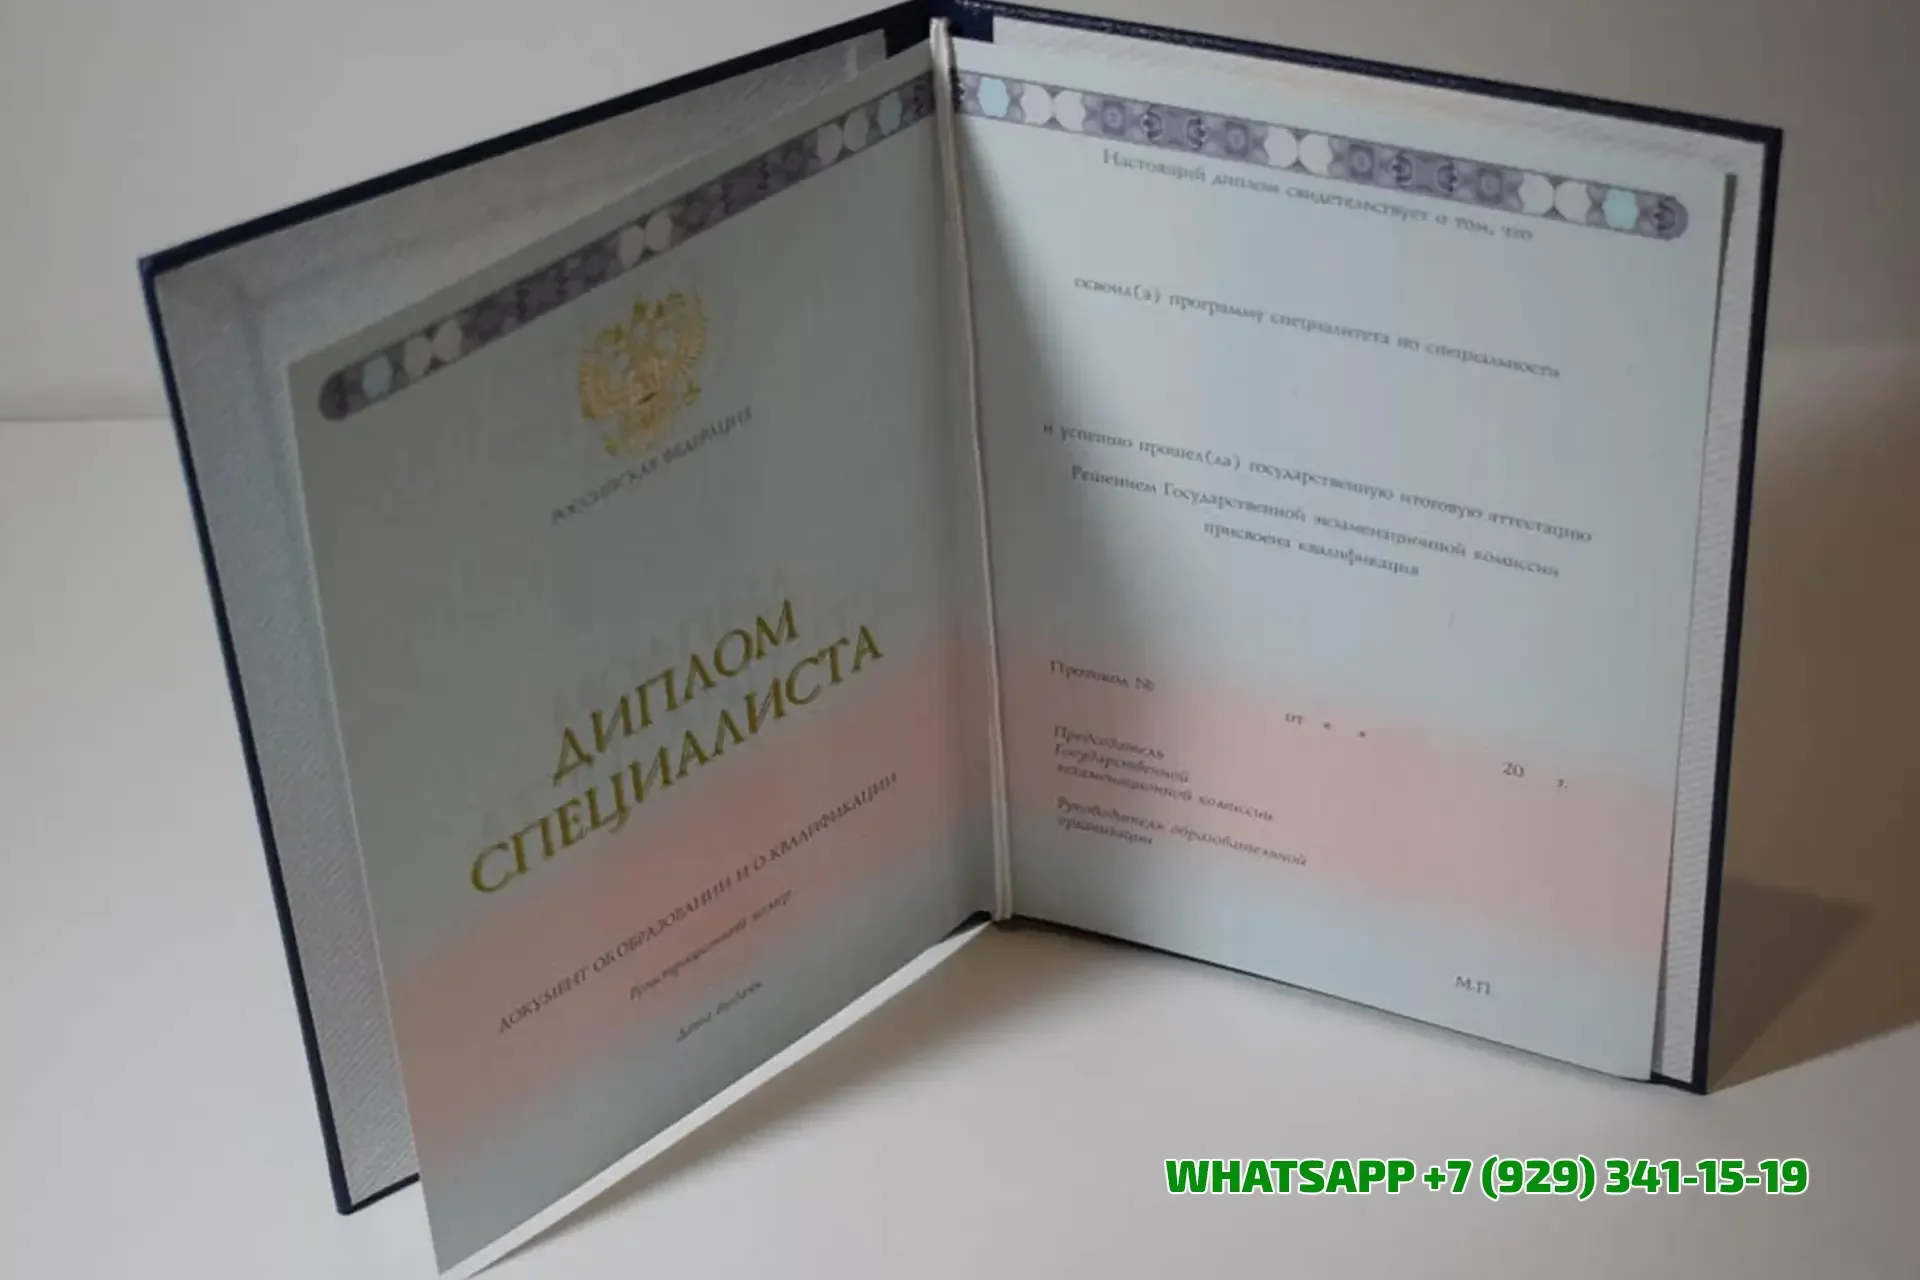 РОССИЙСКАЯ ФЕДЕРАЦИЯ
ДИПЛОМ
СПЕЦИАЛИСТА
ДОКУМЕНТ ОБ ОБРАЗОВАНИИ И О КВАЛИФИКАЦИИ
Регистрационный номер
Дата выдачи
Настоящий диплом свидетельствует о том, что
освоил(а) программу специалитета по специальности
и успешно прошел(ла) государственную итоговую аттестацию
Решением Государственной экзаменационной комиссии
присвоена квалификация
Протокол №
от « »
20 г.
Председатель
Государственной
экзаменационной комиссии
Руководитель образовательной
организации
М.П.
WHATSAPP +7 (929) 341-15-19